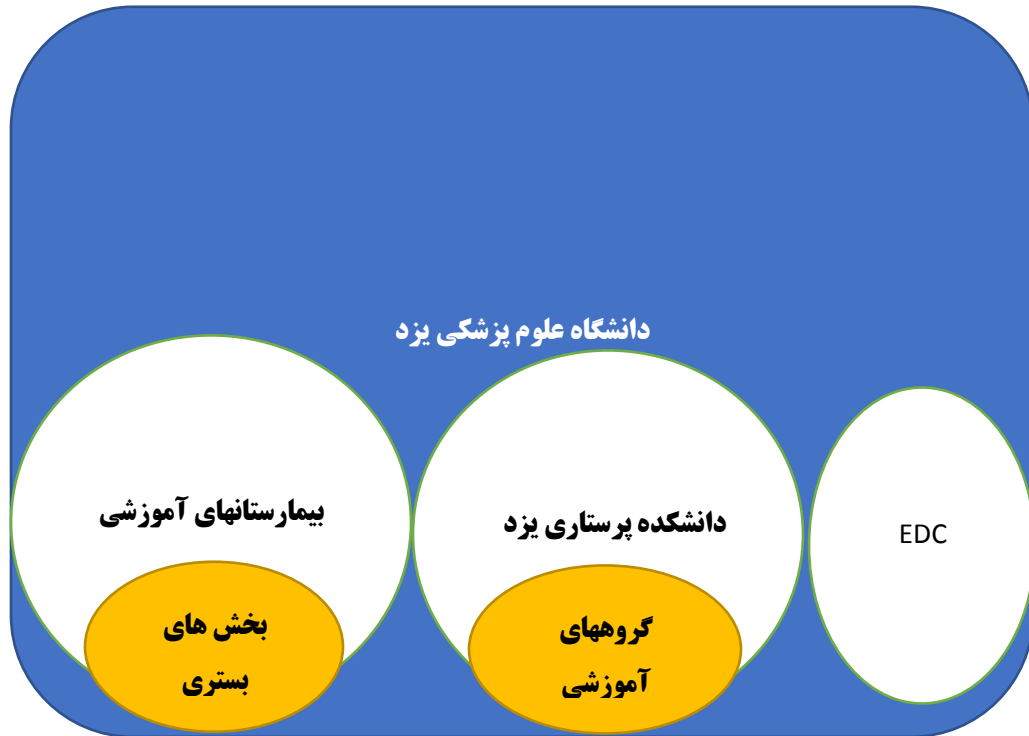 دانشگاه علوم پزشکی یزد
بیمارستانهای آموزشی
دانشکده پرستاری یزد
EDC
بخش های
بستری
گروههای
آموزشی